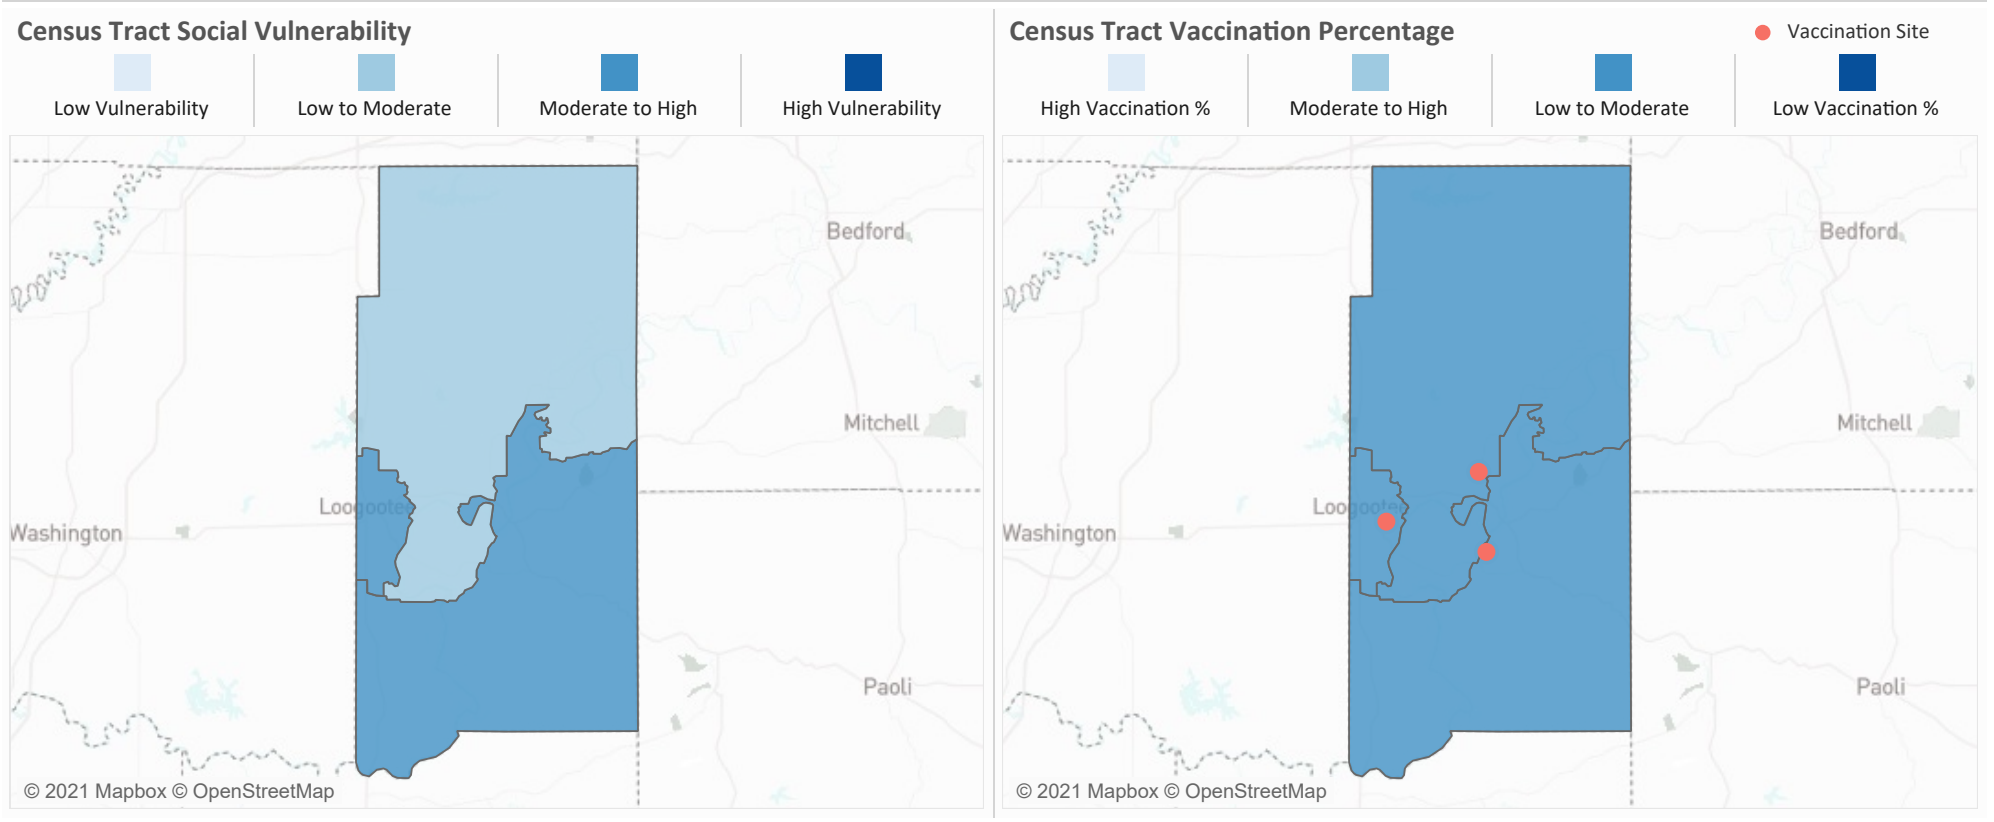 Census Tract Social Vulnerability
Low Vulnerability
Low to Moderate
Moderate to High
High Vulnerability
Bedford
Mitchell
Loogootee
Washington
Paoli
© 2021 Mapbox © OpenStreetMap
Census Tract Vaccination Percentage
Vaccination Site
High Vaccination %
Moderate to High
Low to Moderate
Low Vaccination %
Bedford
Mitchell
Loogootee
Washington
Paoli
© 2021 Mapbox © OpenStreetMap